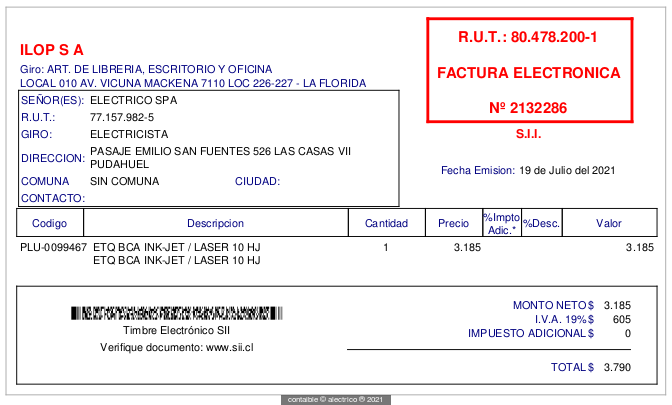 ILOP S A
Giro: ART. DE LIBRERIA, ESCRITORIO Y OFICINA
LOCAL 010 AV. VICUNA MACKENA 7110 LOC 226-227 - LA FLORIDA
R.U.T.: 80.478.200-1
FACTURA ELECTRONICA
Nº 2132286
S.I.I.
SEÑOR(ES): ELECTRICO SPA
R.U.T.: 77.157.982-5
GIRO: ELECTRICISTA
DIRECCION: PASAJE EMILIO SAN FUENTES 526 LAS CASAS VII
PUDAHUEL
COMUNA SIN COMUNA CIUDAD:
CONTACTO:
Fecha Emision: 19 de Julio del 2021
Codigo Descripcion Cantidad Precio %Impto Adic.* %Desc. Valor
PLU-0099467 ETQ BCA INK-JET / LASER 10 HJ 1 3.185 3.185
ETQ BCA INK-JET / LASER 10 HJ
Timbre Electrónico SII
Verifique documento: www.sii.cl
MONTO NETO $ 3.185
I.V.A. 19% $ 605
IMPUESTO ADICIONAL $ 0
TOTAL $ 3.790
contaible © alectrico ® 2021